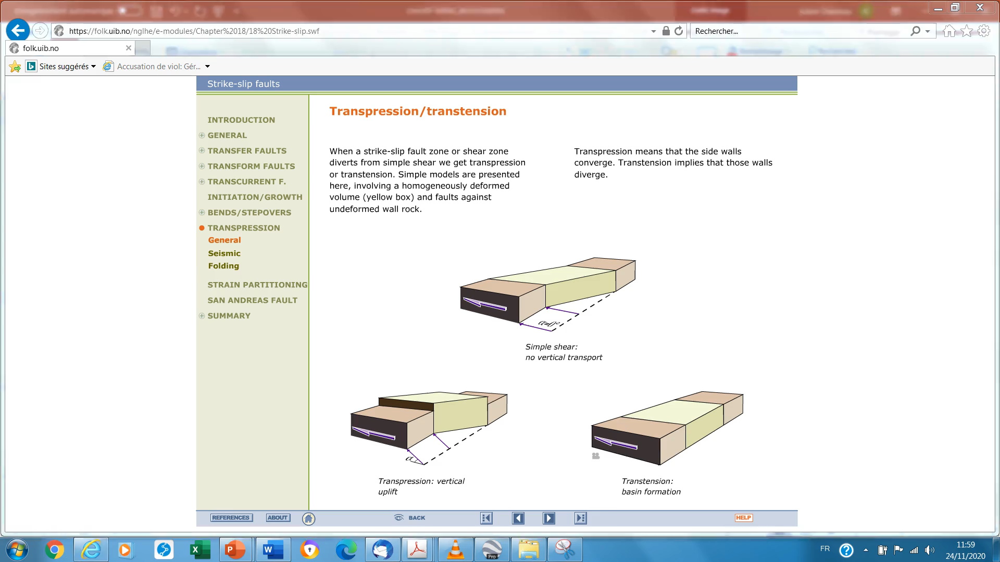 https://folk.uib.no/nglhe/e-modules/Chapter%2018/18%20Strike-slip.swf
Rechercher...
folk.uib.no
Sites suggérés
Accusation de viol: Gér...
Strike-slip faults
INTRODUCTION
GENERAL
TRANSFER FAULTS
TRANSFORM FAULTS
TRANSCURRENT F.
INITIATION/GROWTH
BENDS/STEPOVERS
TRANSPRESSION
General
Seismic
Folding
STRAIN PARTITIONING
SAN ANDREAS FAULT
SUMMARY
Transpression/transtension
When a strike-slip fault zone or shear zone
diverts from simple shear we get transpression
or transtension. Simple models are presented
here, involving a homogeneously deformed
volume (yellow box) and faults against
undeformed wall rock.
Transpression means that the side walls
converge. Transtension implies that those walls
diverge.
α=0°
Simple shear:
no vertical transport
α
Transpression: vertical
uplift
Transtension:
basin formation
REFERENCES
ABOUT
BACK
HELP
Pro
FR
11:59
24/11/2020